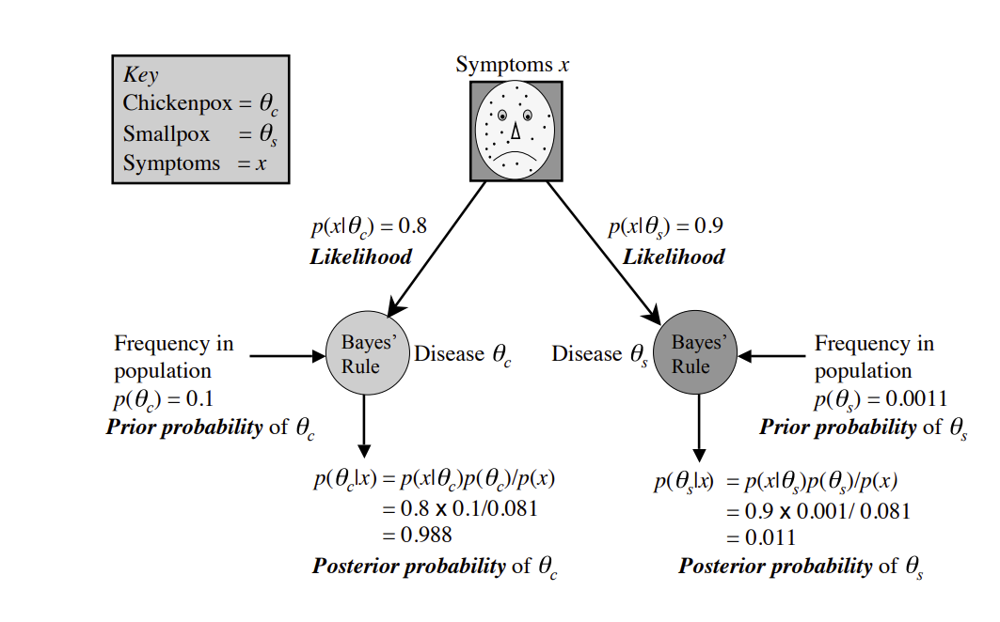 Symptoms x
Key
Chickenpox = θc
Smallpox = θs
Symptoms = x
p(x|θc) = 0.8
Likelihood
p(x|θs) = 0.9
Likelihood
Frequency in
population
p(θc) = 0.1
Prior probability of θc
Bayes’
Rule
Disease θc
Disease θs
Bayes’
Rule
Frequency in
population
p(θs) = 0.0011
Prior probability of θs
p(θc|x) = p(x|θc)p(θc)/p(x)
= 0.8 x 0.1/0.081
= 0.988
Posterior probability of θc
p(θs|x) = p(x|θs)p(θs)/p(x)
= 0.9 x 0.001/ 0.081
= 0.011
Posterior probability of θs